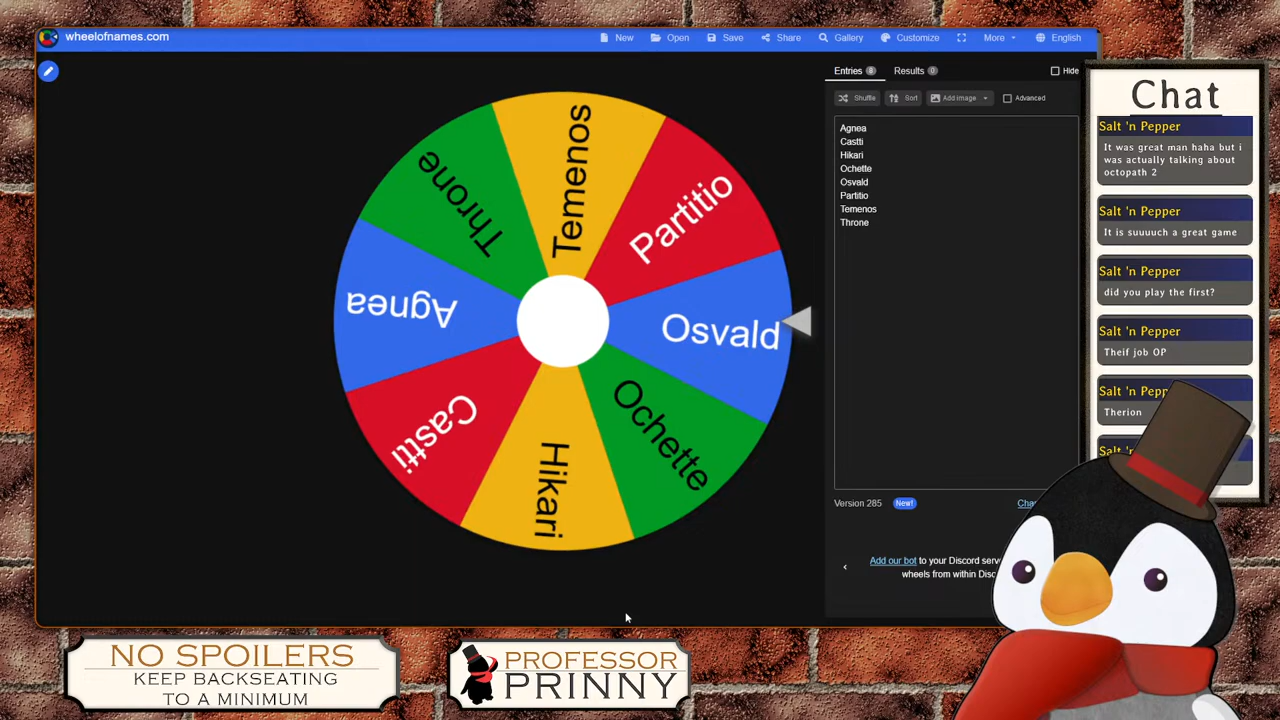 wheelofnames.com
New
Open
Save
Share
Gallery
Customize
More
English
Entries 8
Results 0
Hide
Shuffle
Sort
Add image
Advanced
Agnea
Castti
Hikari
Ochette
Osvald
Partitio
Temenos
Throne
Version 285
New!
Add our bot to your Discord
wheels from within
Temenos
Partitio
Osvald
Ochette
Hikari
Castti
Agnea
Throne
Chat
Salt 'n Pepper
It was great man haha but i
was actually talking about
octopath 2
Salt 'n Pepper
It is suuuuch a great game
Salt 'n Pepper
did you play the first?
Salt 'n Pepper
Theif job OP
Salt 'n
Therion
NO SPOILERS
KEEP BACKSEATING
TO A MINIMUM
PROFESSOR
PRINNY